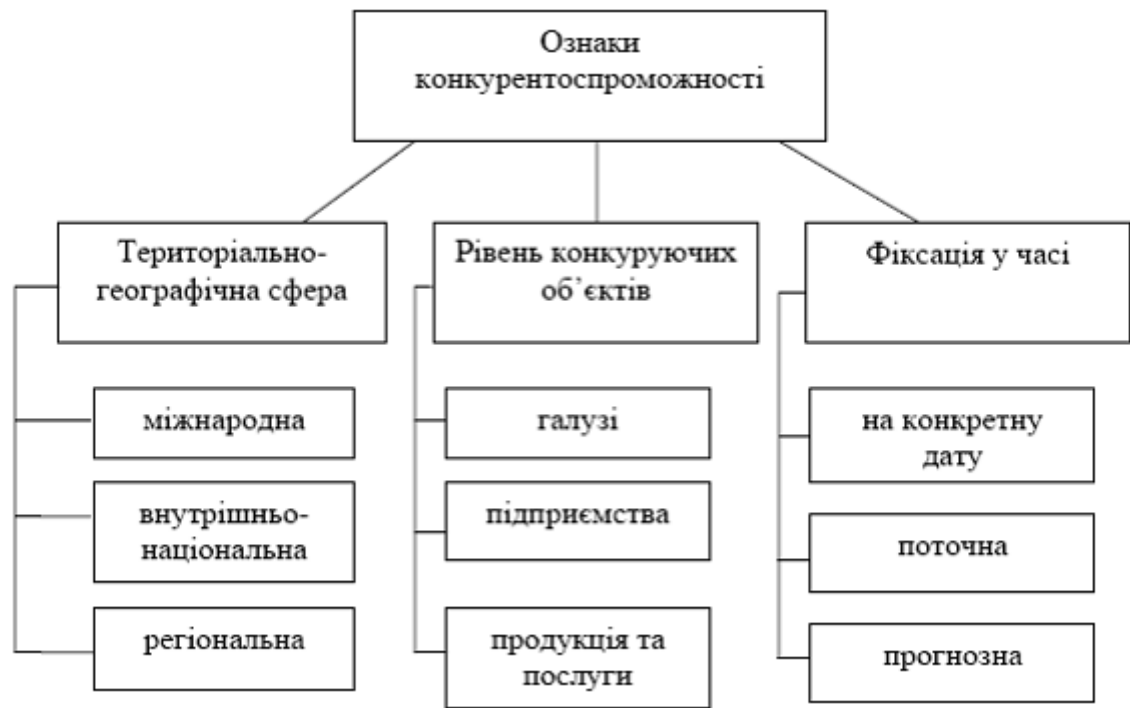 Ознаки
конкурентоспроможності
Територіально-
географічна сфера
міжнародна
внутрішньо-
національна
регіональна
Рівень конкуруючих
об’єктів
галузі
підприємства
продукція та
послуги
Фіксація у часі
на конкретну
дату
поточна
прогнозна